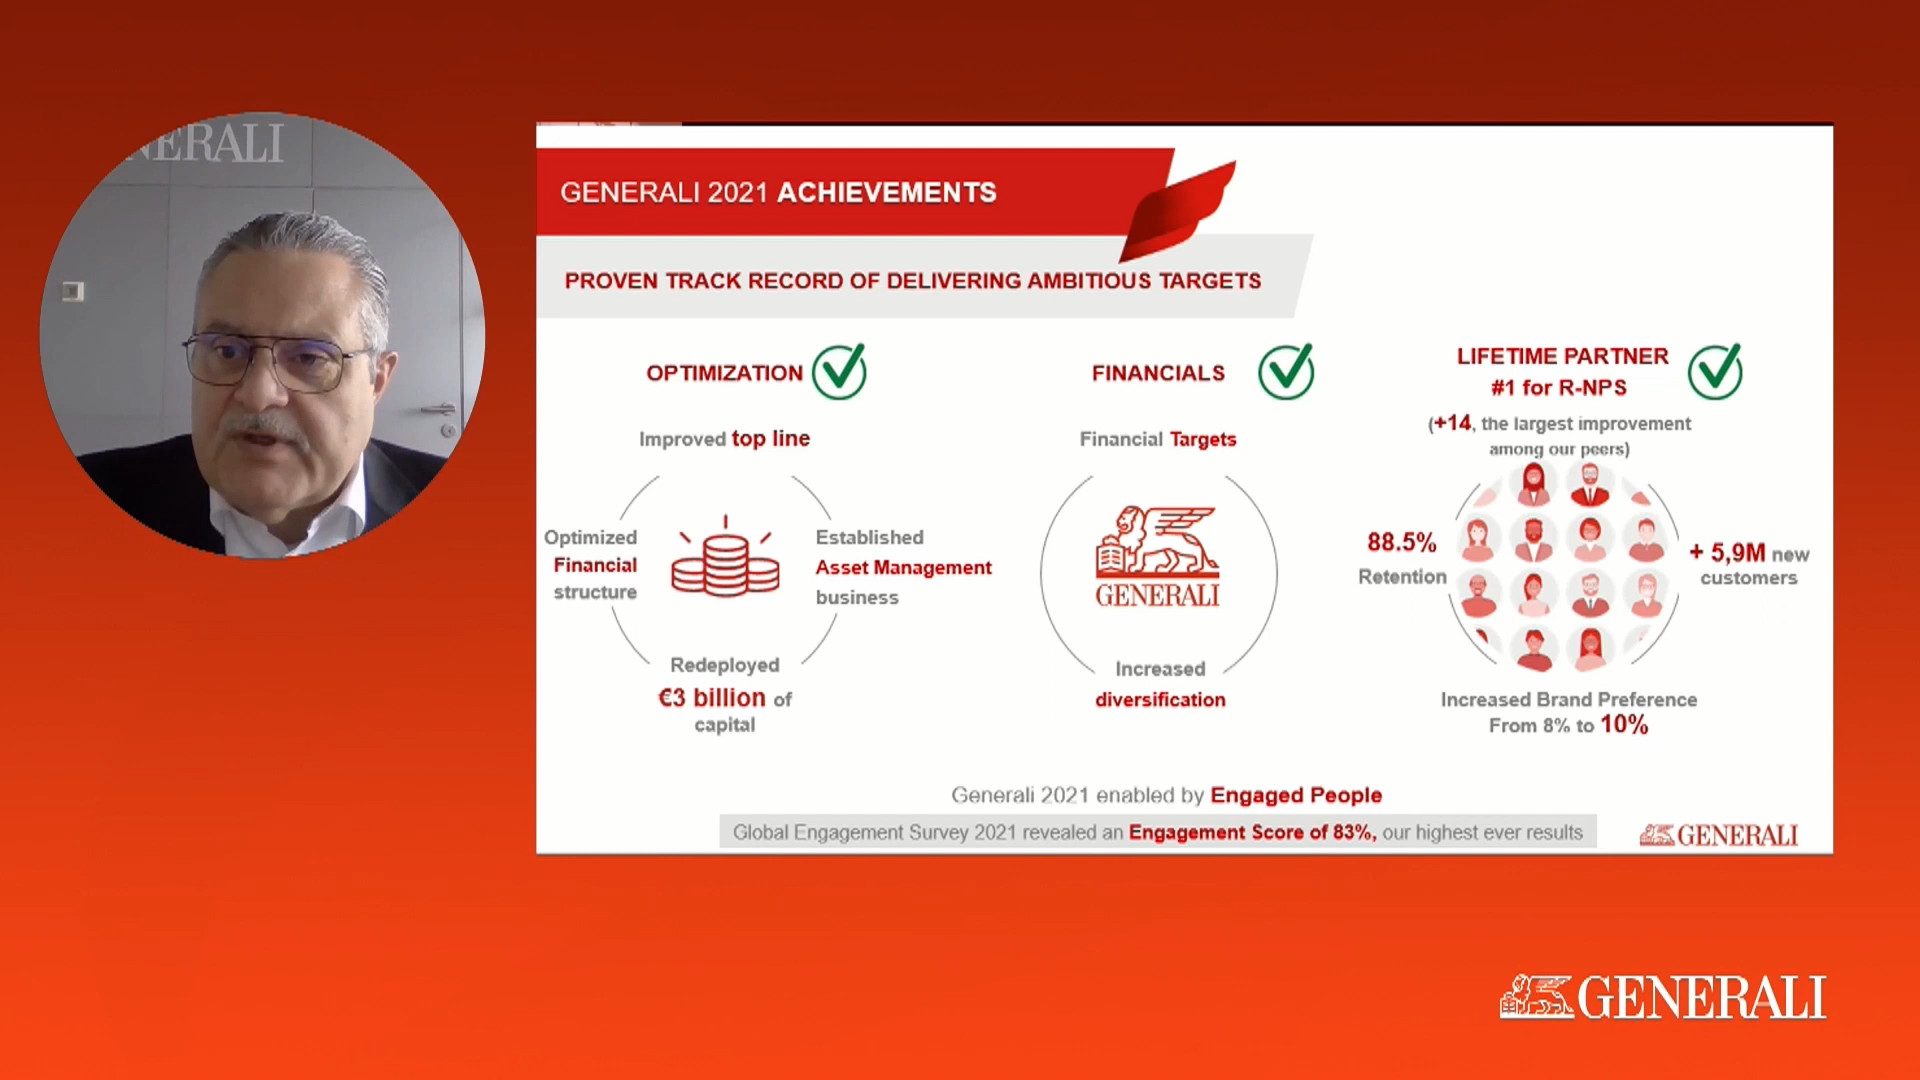 NERALI
GENERALI 2021 ACHIEVEMENTS
PROVEN TRACK RECORD OF DELIVERING AMBITIOUS TARGETS
OPTIMIZATION
Improved top line
Optimized
Financial
structure
Established
Asset Management
business
Redeployed
€3 billion of
capital
FINANCIALS
Financial Targets
GENERALI
Increased
diversification
LIFETIME PARTNER
#1 for R-NPS
(+14, the largest improvement
among our peers)
88.5%
Retention
+ 5,9M new
customers
Increased Brand Preference
From 8% to 10%
Generali 2021 enabled by Engaged People
Global Engagement Survey 2021 revealed an Engagement Score of 83%, our highest ever results
GENERALI
GENERALI